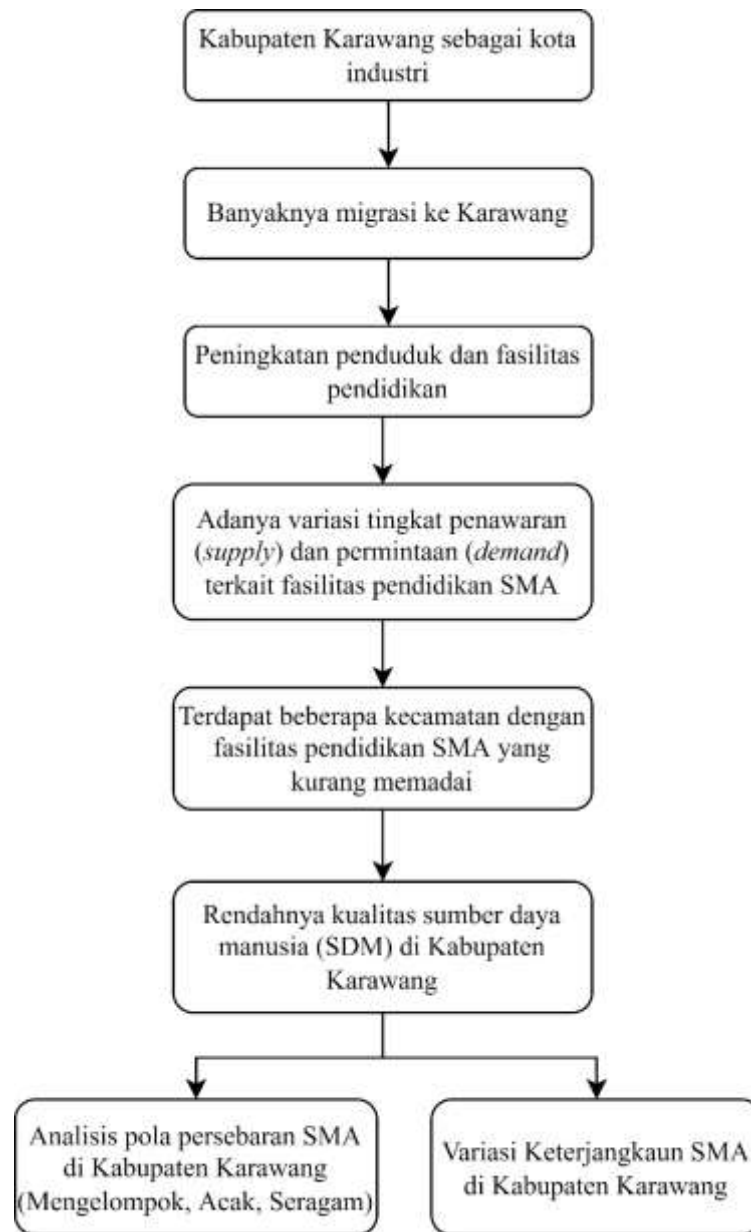 Kabupaten Karawang sebagai kota
industri
Banyaknya migrasi ke Karawang
Peningkatan penduduk dan fasilitas
pendidikan
Adanya variasi tingkat penawaran
(supply) dan permintaan (demand)
terkait fasilitas pendidikan SMA
Terdapat beberapa kecamatan dengan
fasilitas pendidikan SMA yang
kurang memadai
Rendahnya kualitas sumber daya
manusia (SDM) di Kabupaten
Karawang
Analisis pola persebaran SMA
di Kabupaten Karawang
(Mengelompok, Acak, Seragam)
Variasi Keterjangkaun SMA
di Kabupaten Karawang